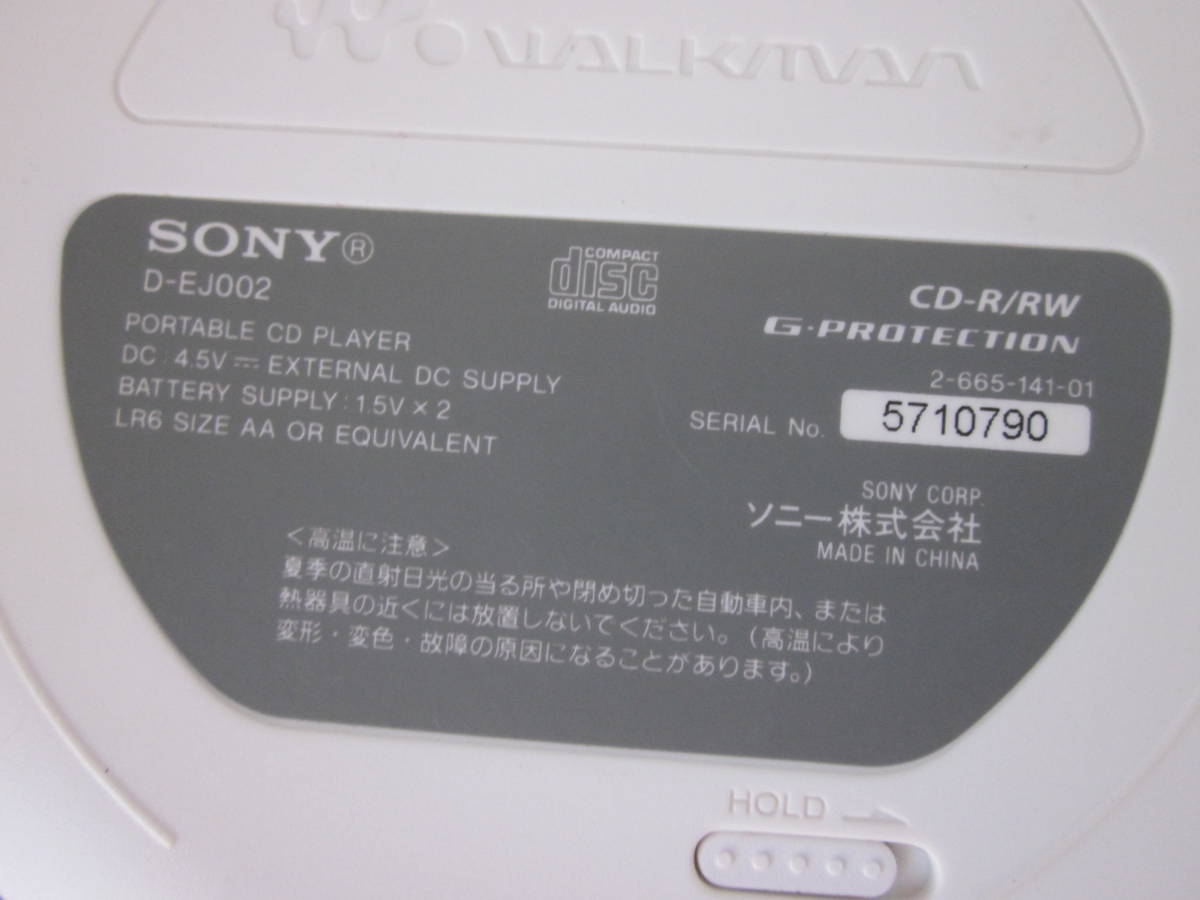 WALKMAN
SONY®
D-EJ002
PORTABLE CD PLAYER
DC : 4.5V ⎓ EXTERNAL DC SUPPLY
BATTERY SUPPLY : 1.5V × 2
LR6 SIZE AA OR EQUIVALENT
COMPACT
disc
DIGITAL AUDIO
CD-R/RW
G·PROTECTION
2-665-141-01
SERIAL No. 5710790
SONY CORP.
ソニー株式会社
MADE IN CHINA
<高温に注意>
夏季の直射日光の当る所や閉め切った自動車内、または
熱器具の近くには放置しないでください。(高温により
変形・変色・故障の原因になることがあります。)
HOLD